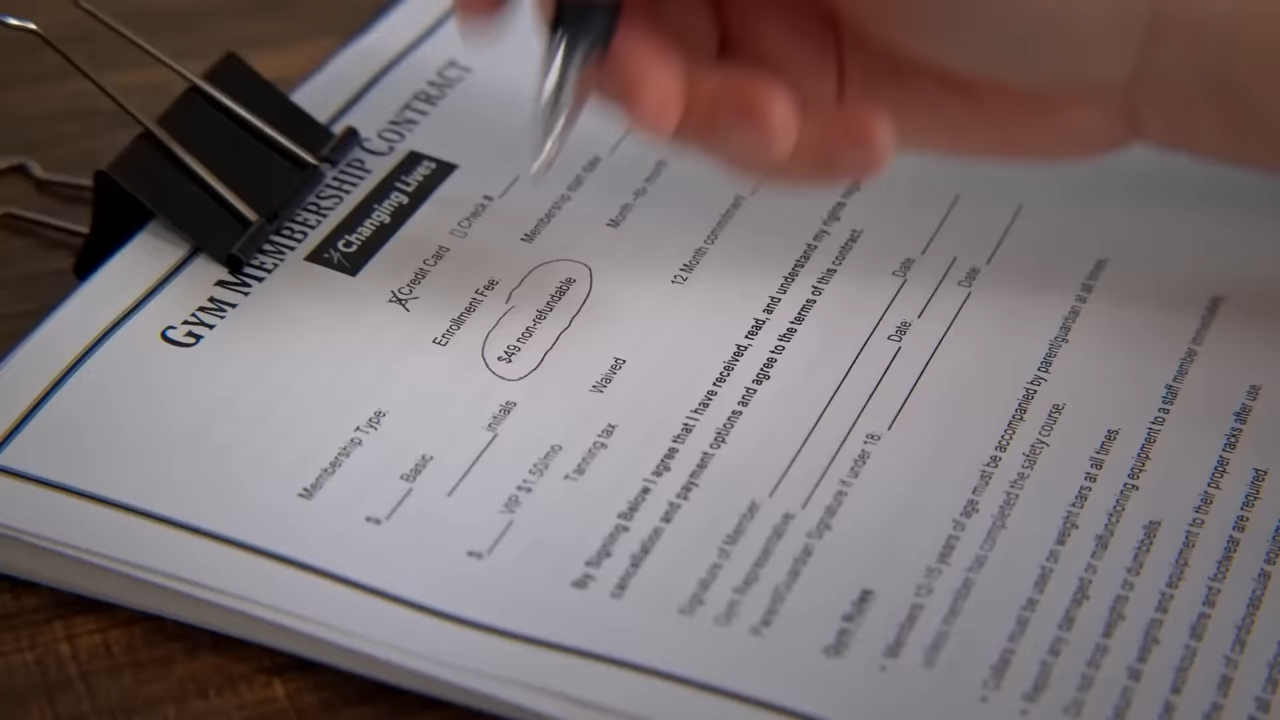 GYM MEMBERSHIP CONTRACT
Changing Lives
Credit Card Check #
Membership Type: Enrollment Fee: Membership start date
$ Basic $49 non-refundable Month-to-month
initials
$ VIP $1.50/mo Waived 12 Month commitment
Tanning tax
By Signing Below I agree that I have received, read, and understand my rights
cancellation and payment options and agree to the terms of this contract.
Signature of Member: Date
Gym Representative: Date:
Parent/Guardian Signature if under 18: Date:
Gym Rules
* Members 12-15 years of age must be accompanied by parent/guardian at all times
unless member has completed the safety course.
* Collars must be used on weight bars at all times.
* Report any damaged or malfunctioning equipment to a staff member immediately
Do not drop weights or dumbbells.
all weights and equipment to their proper racks after use.
workout attire and footwear are required.
use of cardiovascular